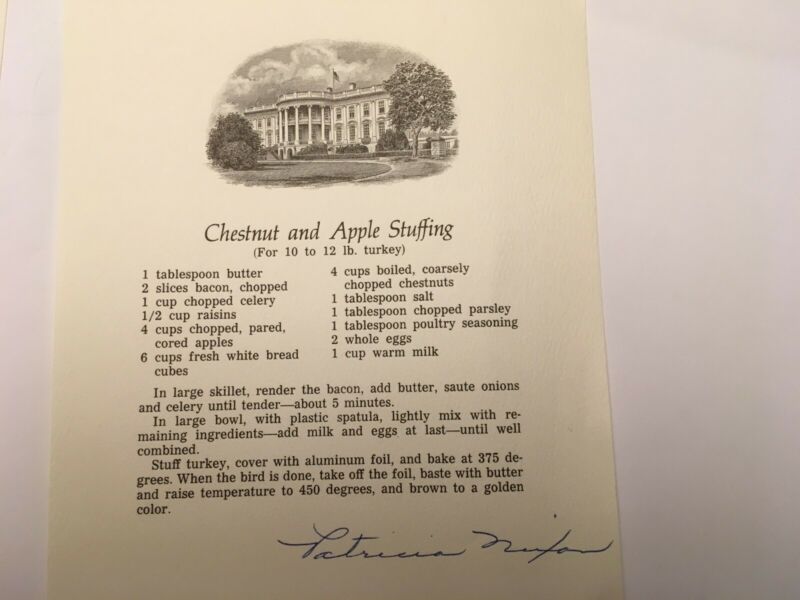 Chestnut and Apple Stuffing
(For 10 to 12 lb. turkey)
1 tablespoon butter
2 slices bacon, chopped
1 cup chopped celery
1/2 cup raisins
4 cups chopped, pared,
cored apples
6 cups fresh white bread
cubes
4 cups boiled, coarsely
chopped chestnuts
1 tablespoon salt
1 tablespoon chopped parsley
1 tablespoon poultry seasoning
2 whole eggs
1 cup warm milk
In large skillet, render the bacon, add butter, saute onions
and celery until tender—about 5 minutes.
In large bowl, with plastic spatula, lightly mix with re-
maining ingredients—add milk and eggs at last—until well
combined.
Stuff turkey, cover with aluminum foil, and bake at 375 de-
grees. When the bird is done, take off the foil, baste with butter
and raise temperature to 450 degrees, and brown to a golden
color.
Patricia Nixon